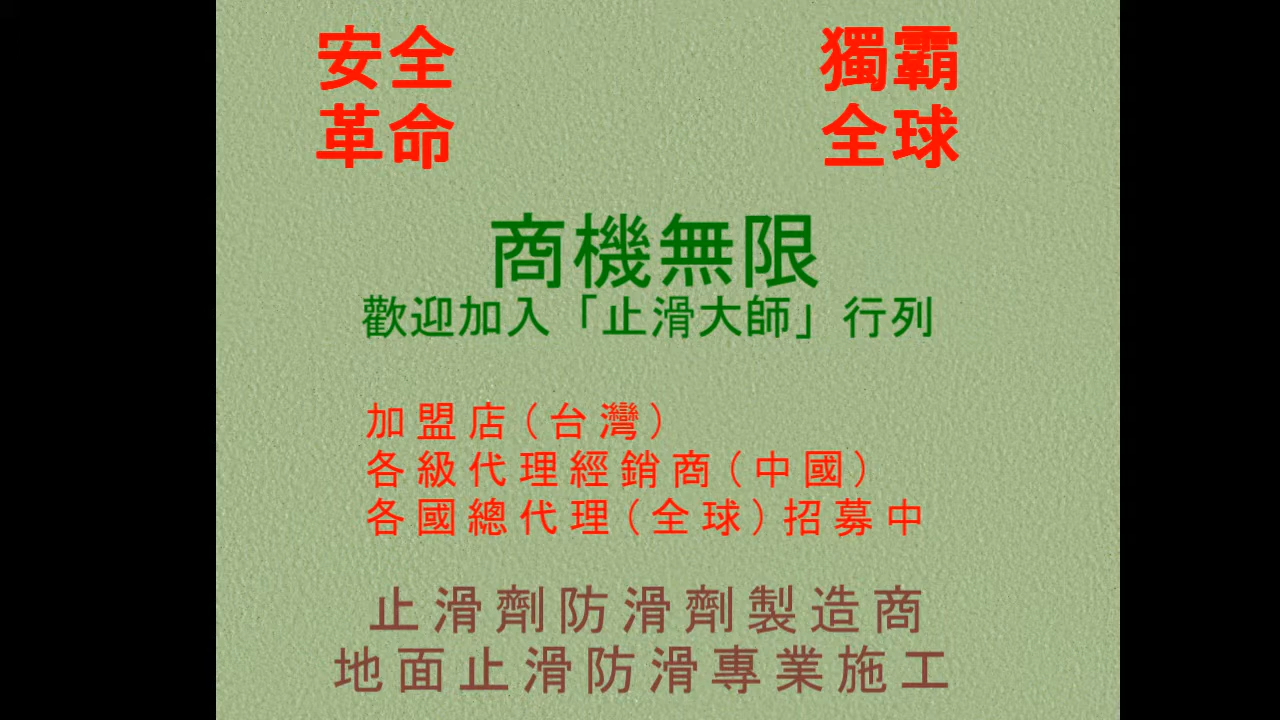 安全 獨霸
革命 全球
商機無限
歡迎加入「止滑大師」行列
加盟店(台灣)
各級代理經銷商(中國)
各國總代理(全球)招募中
止滑劑防滑劑製造商
地面止滑防滑專業施工